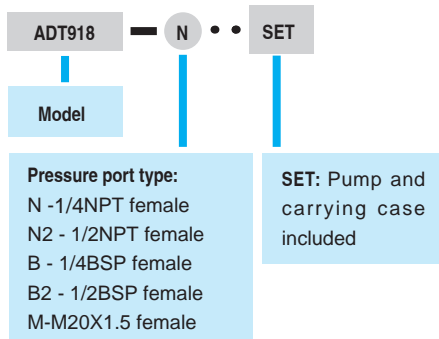 ADT918 — N • • SET
Model
Pressure port type:
N -1/4NPT female
N2 - 1/2NPT female
B - 1/4BSP female
B2 - 1/2BSP female
M-M20X1.5 female
SET: Pump and
carrying case
included